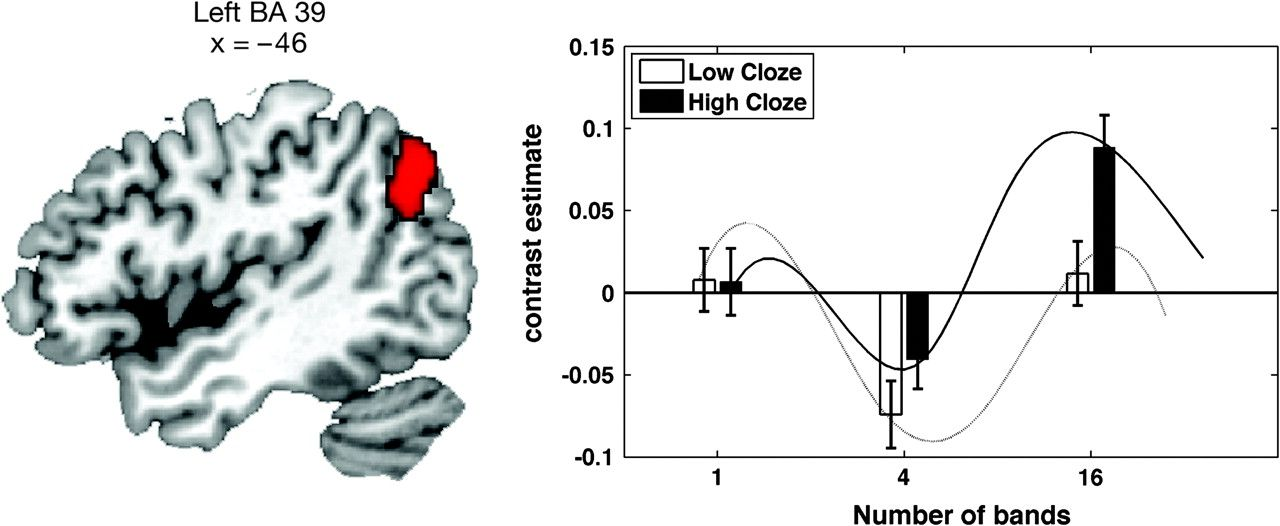 Left BA 39
x = −46
0.15
0.1
0.05
0
-0.05
-0.1
contrast estimate
Low Cloze
High Cloze
1 4 16
Number of bands